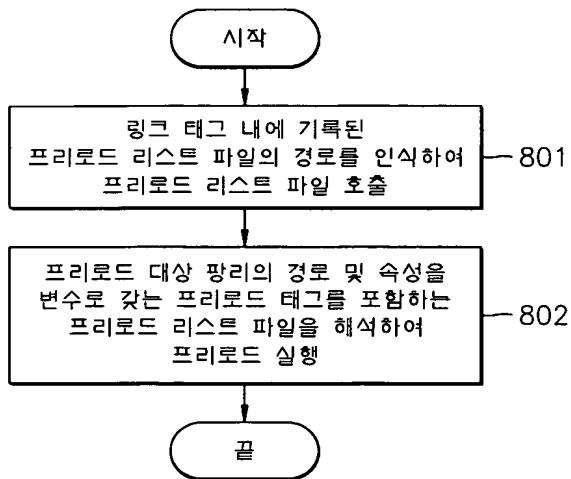 시작
링크 태그 내에 기록된
프리로드 리스트 파일의 경로를 인식하여
프리로드 리스트 파일 호출
801
프리로드 대상 팡리의 경로 및 속성을
변수로 갖는 프리로드 태그를 포함하는
프리로드 리스트 파일을 해석하여
프리로드 실행
802
끝